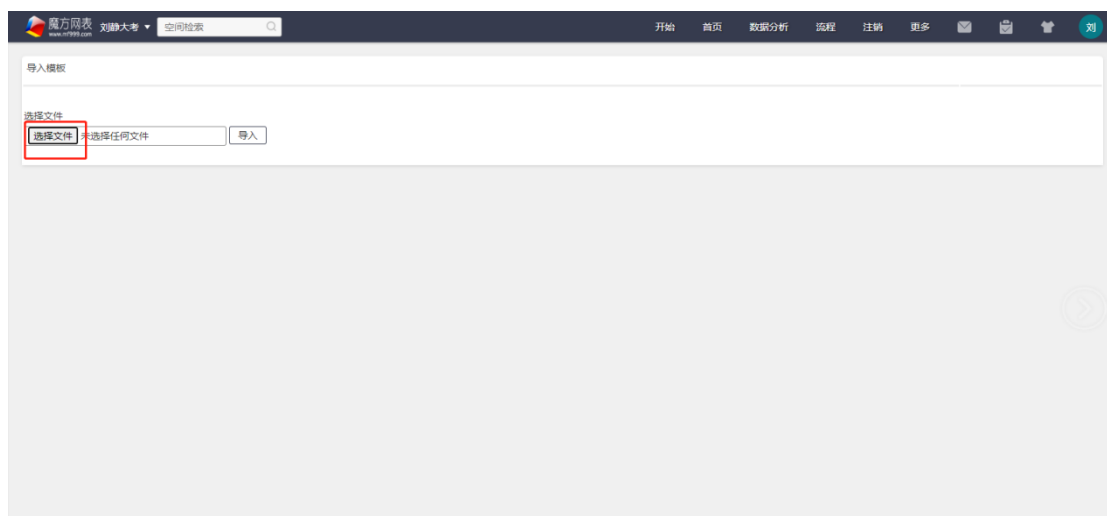 魔方网表 刘静大考 空间检索 开始 首页 数据分析 流程 注销 更多 刘
www.mf999.com
导入模板
选择文件
选择文件 未选择任何文件 导入